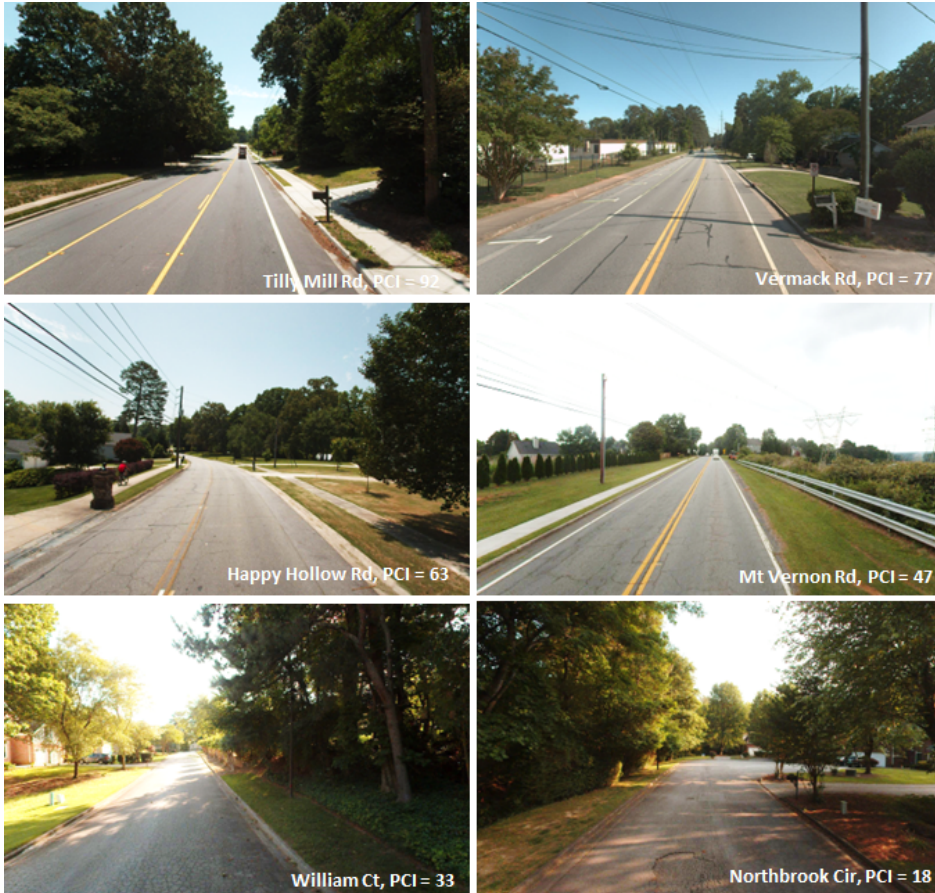 Tilly Mill Rd, PCI = 92
Vermack Rd, PCI = 77
Happy Hollow Rd, PCI = 63
Mt Vernon Rd, PCI = 47
William Ct, PCI = 33
Northbrook Cir, PCI = 18